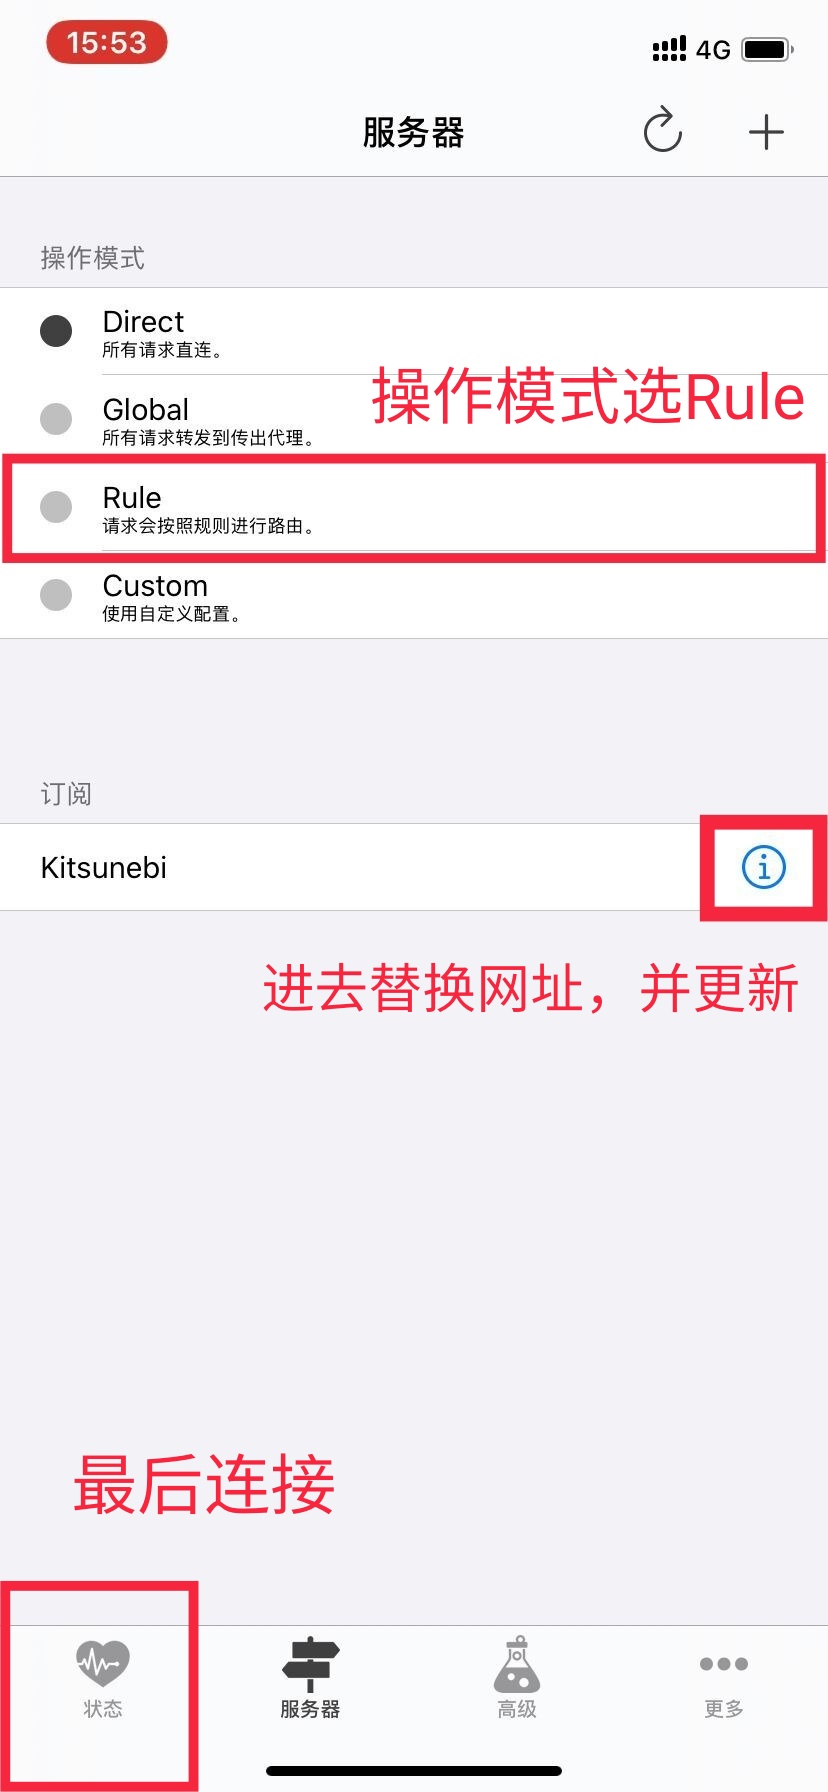 15:53
4G
服务器
操作模式
Direct
所有请求直连。
操作模式选Rule
Global
所有请求转发到传出代理。
Rule
请求会按照规则进行路由。
Custom
使用自定义配置。
订阅
Kitsunebi
进去替换网址，并更新
最后连接
状态
服务器
高级
更多